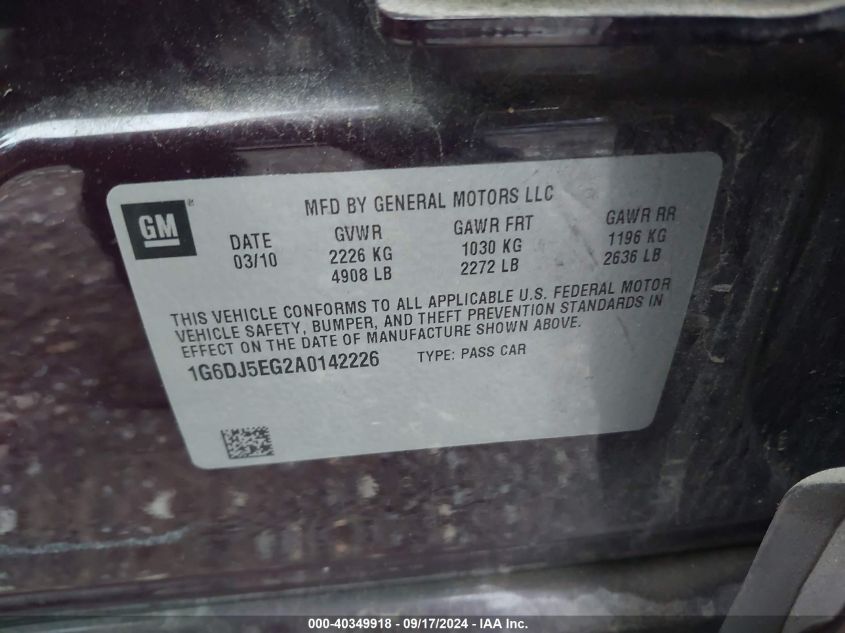 GM ®
MFD BY GENERAL MOTORS LLC
DATE GVWR GAWR FRT GAWR RR
03/10 2226 KG 1030 KG 1196 KG
4908 LB 2272 LB 2636 LB
THIS VEHICLE CONFORMS TO ALL APPLICABLE U.S. FEDERAL MOTOR
VEHICLE SAFETY, BUMPER, AND THEFT PREVENTION STANDARDS IN
EFFECT ON THE DATE OF MANUFACTURE SHOWN ABOVE.
1G6DJ5EG2A0142226 TYPE: PASS CAR
000-40349918 - 09/17/2024 - IAA Inc.